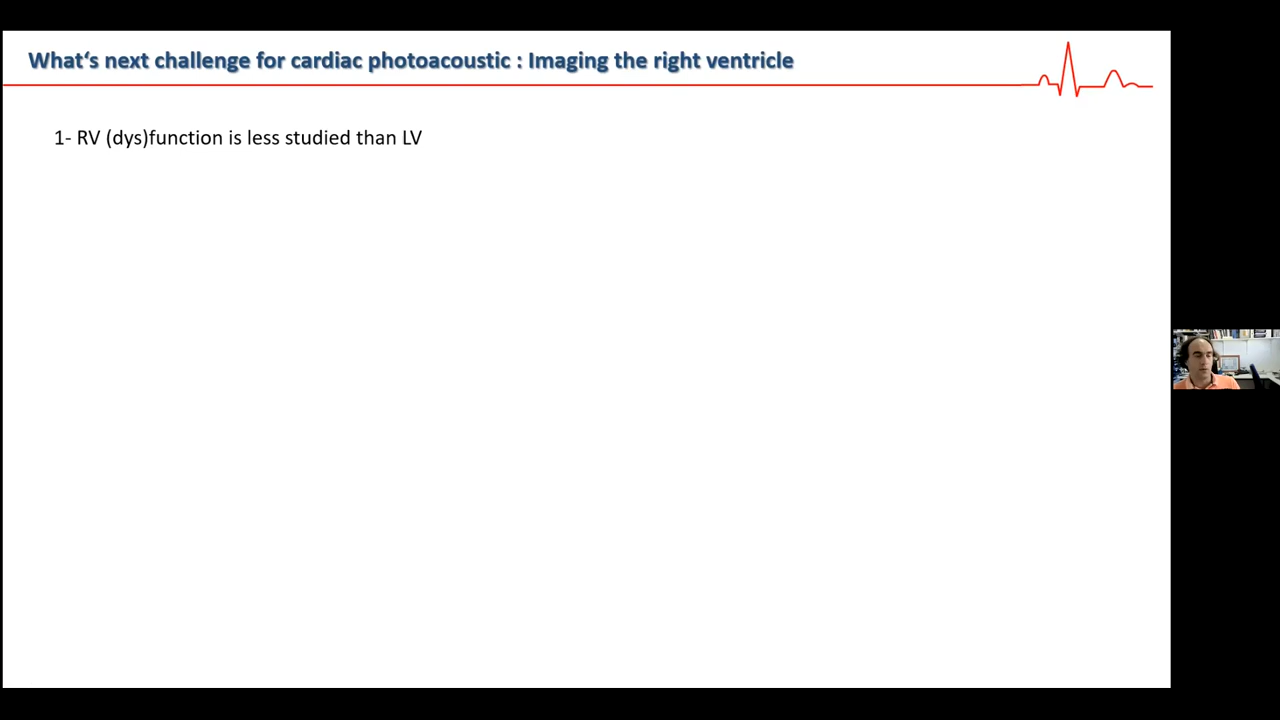 What‘s next challenge for cardiac photoacoustic : Imaging the right ventricle
1- RV (dys)function is less studied than LV